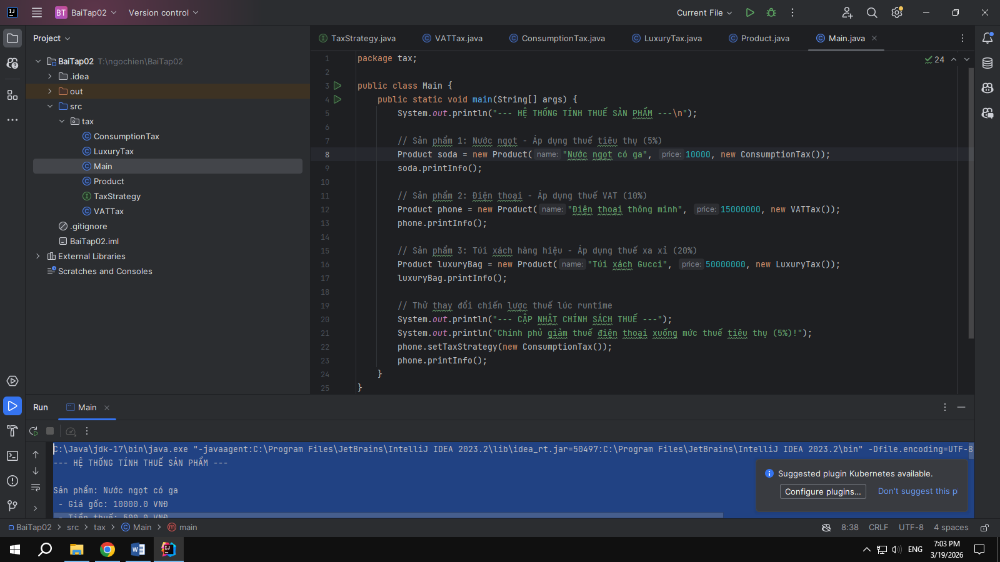 BT BaiTap02 Version control Current File
Project
BaiTap02 T:\ngochien\BaiTap02
.idea
out
src
tax
ConsumptionTax
LuxuryTax
Main
Product
TaxStrategy
VATTax
.gitignore
BaiTap02.iml
External Libraries
Scratches and Consoles
TaxStrategy.java VATTax.java ConsumptionTax.java LuxuryTax.java Product.java Main.java
24
1 package tax;
2
3 public class Main {
4 public static void main(String[] args) {
5 System.out.println("--- HỆ THỐNG TÍNH THUẾ SẢN PHẨM ---\n");
6
7 // Sản phẩm 1: Nước ngọt - Áp dụng thuế tiêu thụ (5%)
8 Product soda = new Product( name: "Nước ngọt có ga", price: 10000, new ConsumptionTax());
9 soda.printInfo();
10
11 // Sản phẩm 2: Điện thoại - Áp dụng thuế VAT (10%)
12 Product phone = new Product( name: "Điện thoại thông minh", price: 15000000, new VATTax());
13 phone.printInfo();
14
15 // Sản phẩm 3: Túi xách hàng hiệu - Áp dụng thuế xa xỉ (20%)
16 Product luxuryBag = new Product( name: "Túi xách Gucci", price: 50000000, new LuxuryTax());
17 luxuryBag.printInfo();
18
19 // Thử thay đổi chiến lược thuế lúc runtime
20 System.out.println("--- CẬP NHẬT CHÍNH SÁCH THUẾ ---");
21 System.out.println("Chính phủ giảm thuế điện thoại xuống mức thuế tiêu thụ (5%)!");
22 phone.setTaxStrategy(new ConsumptionTax());
23 phone.printInfo();
24 }
25 }
Run Main
C:\Java\jdk-17\bin\java.exe "-javaagent:C:\Program Files\JetBrains\IntelliJ IDEA 2023.2\lib\idea_rt.jar=50497:C:\Program Files\JetBrains\IntelliJ IDEA 2023.2\bin" -Dfile.encoding=UTF-8
--- HỆ THỐNG TÍNH THUẾ SẢN PHẨM ---
Sản phẩm: Nước ngọt có ga
- Giá gốc: 10000.0 VNĐ
- Tiền thuế: 500.0 VNĐ
Suggested plugin Kubernetes available.
Configure plugins... Don't suggest this p
BaiTap02 src tax Main main 8:38 CRLF UTF-8 4 spaces
ENG
7:03 PM
3/19/2026